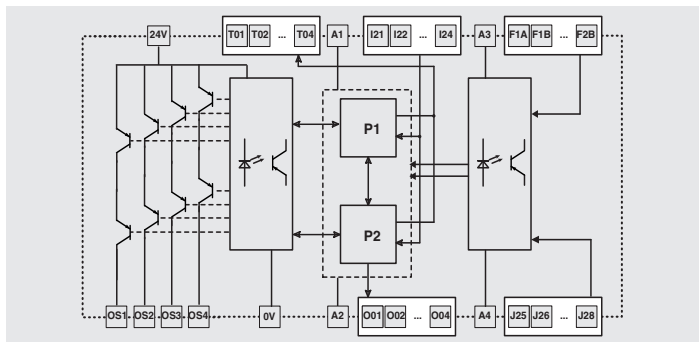 24V T01 T02 ... T04 A1 I21 I22 ... I24 A3 F1A F1B ... F2B
P1
P2
OS1 OS2 OS3 OS4 0V A2 O01 O02 ... O04 A4 J25 J26 ... J28